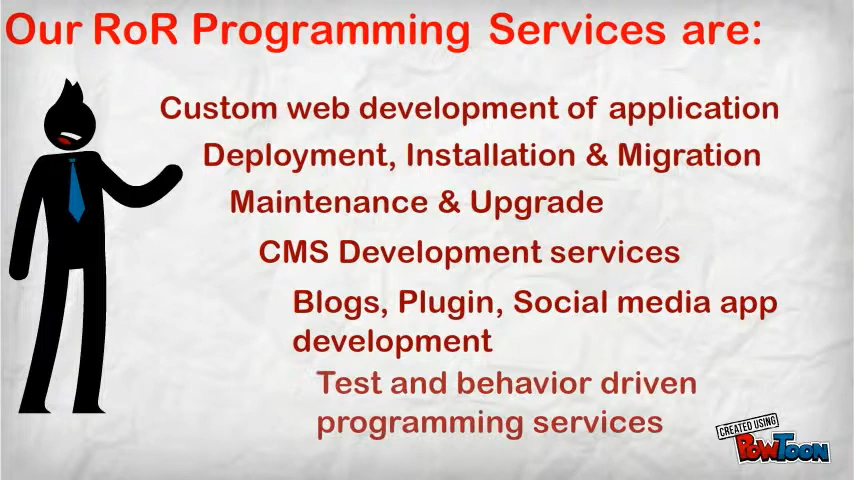 Our RoR Programming Services are:
Custom web development of application
Deployment, Installation & Migration
Maintenance & Upgrade
CMS Development services
Blogs, Plugin, Social media app
development
Test and behavior driven
programming services
CREATED USING
PowToon